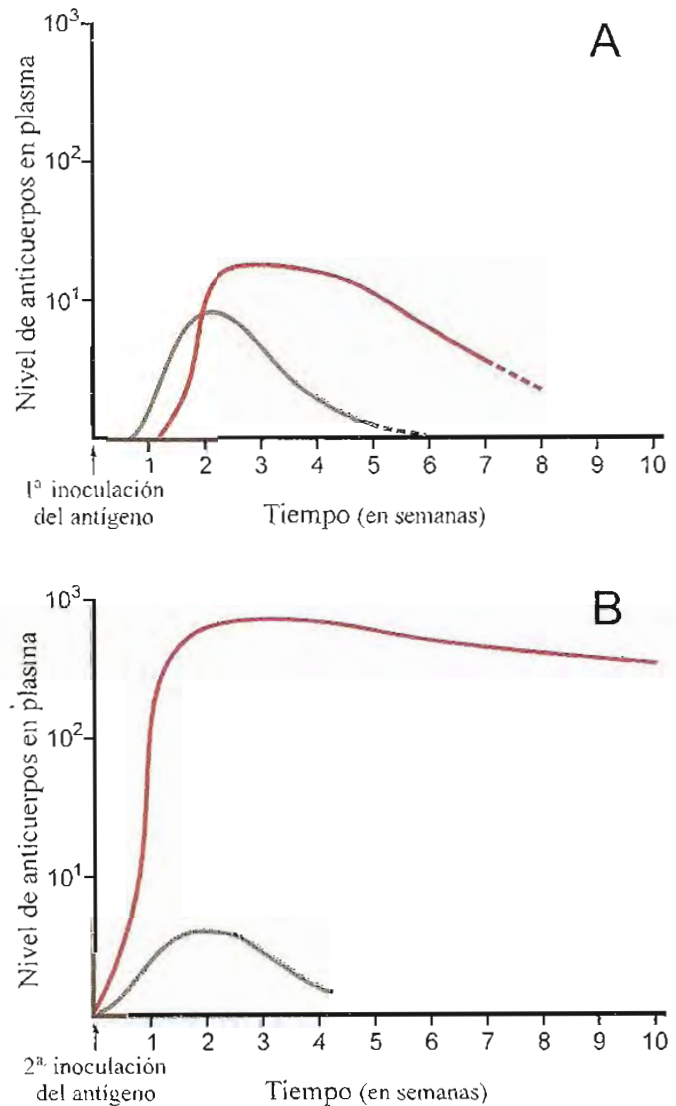 A
Nivel de anticuerpos en plasma
10³
10²
10¹
1 2 3 4 5 6 7 8 9 10
1ª inoculación
del antígeno
Tiempo (en semanas)
B
Nivel de anticuerpos en plasma
10³
10²
10¹
1 2 3 4 5 6 7 8 9 10
2ª inoculación
del antígeno
Tiempo (en semanas)